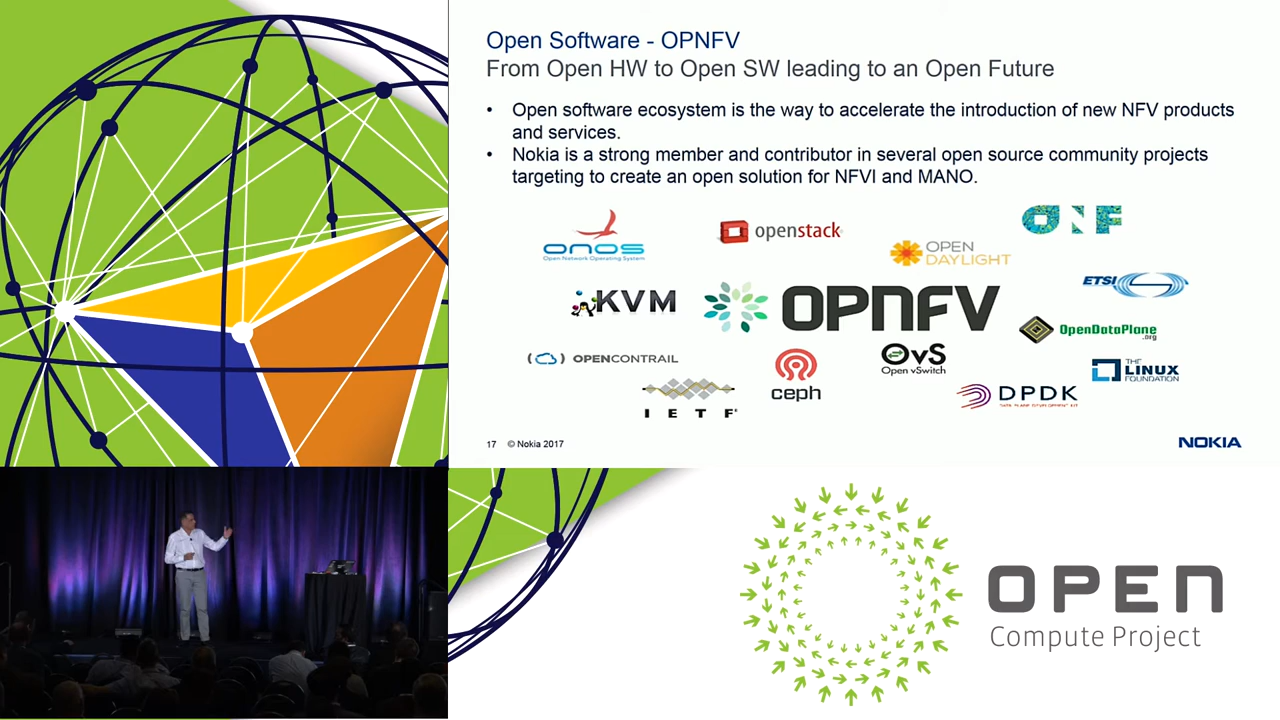 Open Software - OPNFV
From Open HW to Open SW leading to an Open Future
• Open software ecosystem is the way to accelerate the introduction of new NFV products
and services.
• Nokia is a strong member and contributor in several open source community projects
targeting to create an open solution for NFVI and MANO.
ONOS
Open Network Operating System
openstack
OPEN
DAYLIGHT
ONF
ETSI
KVM
OPNFV
OpenDataPlane
.org
OPENCONTRAIL
ceph
OvS
Open vSwitch
THE
LINUX
FOUNDATION
IETF
DPDK
DATA PLANE DEVELOPMENT KIT
17 © Nokia 2017
NOKIA
OPEN
Compute Project